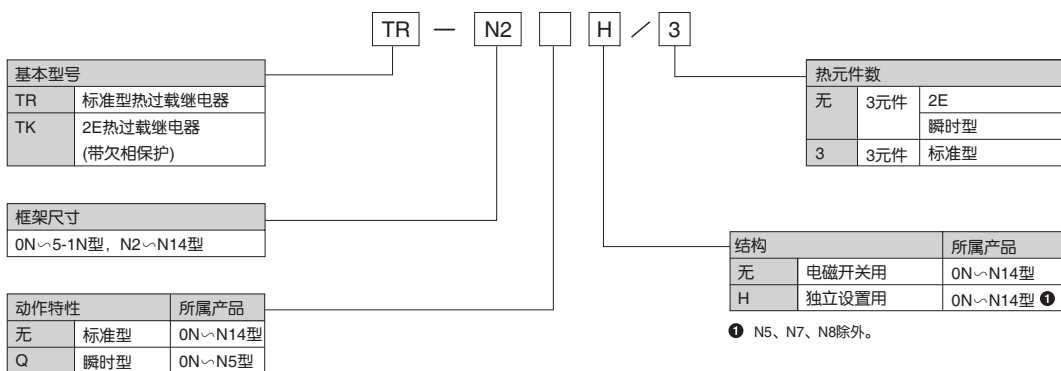 TR — N2 H ／ 3
基本型号
TR 标准型热过载继电器
TK 2E热过载继电器
(带欠相保护)
框架尺寸
0N∽5-1N型，N2∽N14型
动作特性 所属产品
无 标准型 0N∽N14型
Q 瞬时型 0N∽N5型
热元件数
无 3元件 2E
瞬时型
3 3元件 标准型
结构 所属产品
无 电磁开关用 0N∽N14型
H 独立设置用 0N∽N14型 ❶
❶ N5、N7、N8除外。